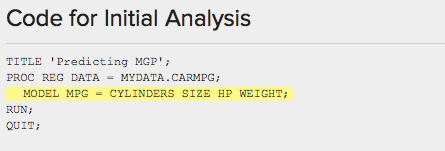 Code for Initial Analysis
TITLE 'Predicting MGP';
PROC REG DATA = MYDATA.CARMPG;
MODEL MPG = CYLINDERS SIZE HP WEIGHT;
RUN;
QUIT;